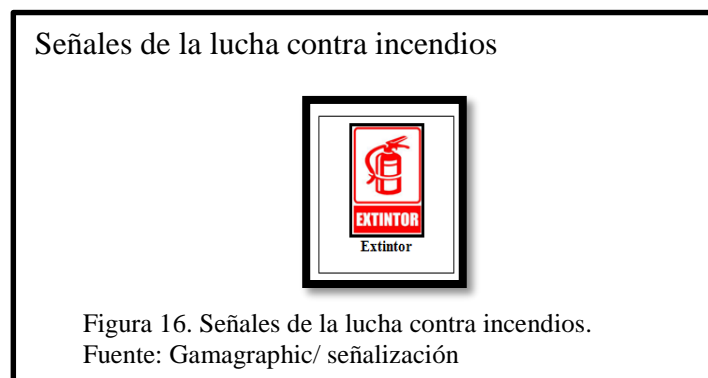 Señales de la lucha contra incendios
EXTINTOR
Extintor
Figura 16. Señales de la lucha contra incendios.
Fuente: Gamagraphic/ señalización